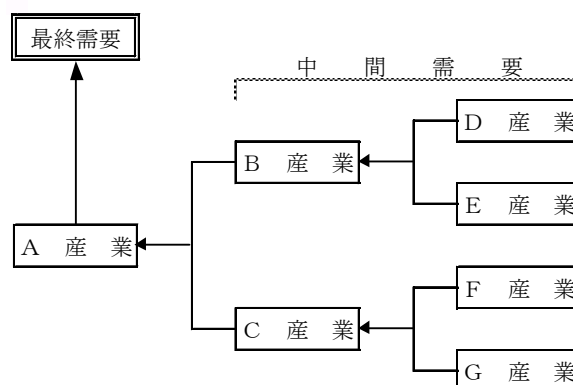 最終需要
中 間 需 要
D 産 業
B 産 業
E 産 業
A 産 業
F 産 業
C 産 業
G 産 業